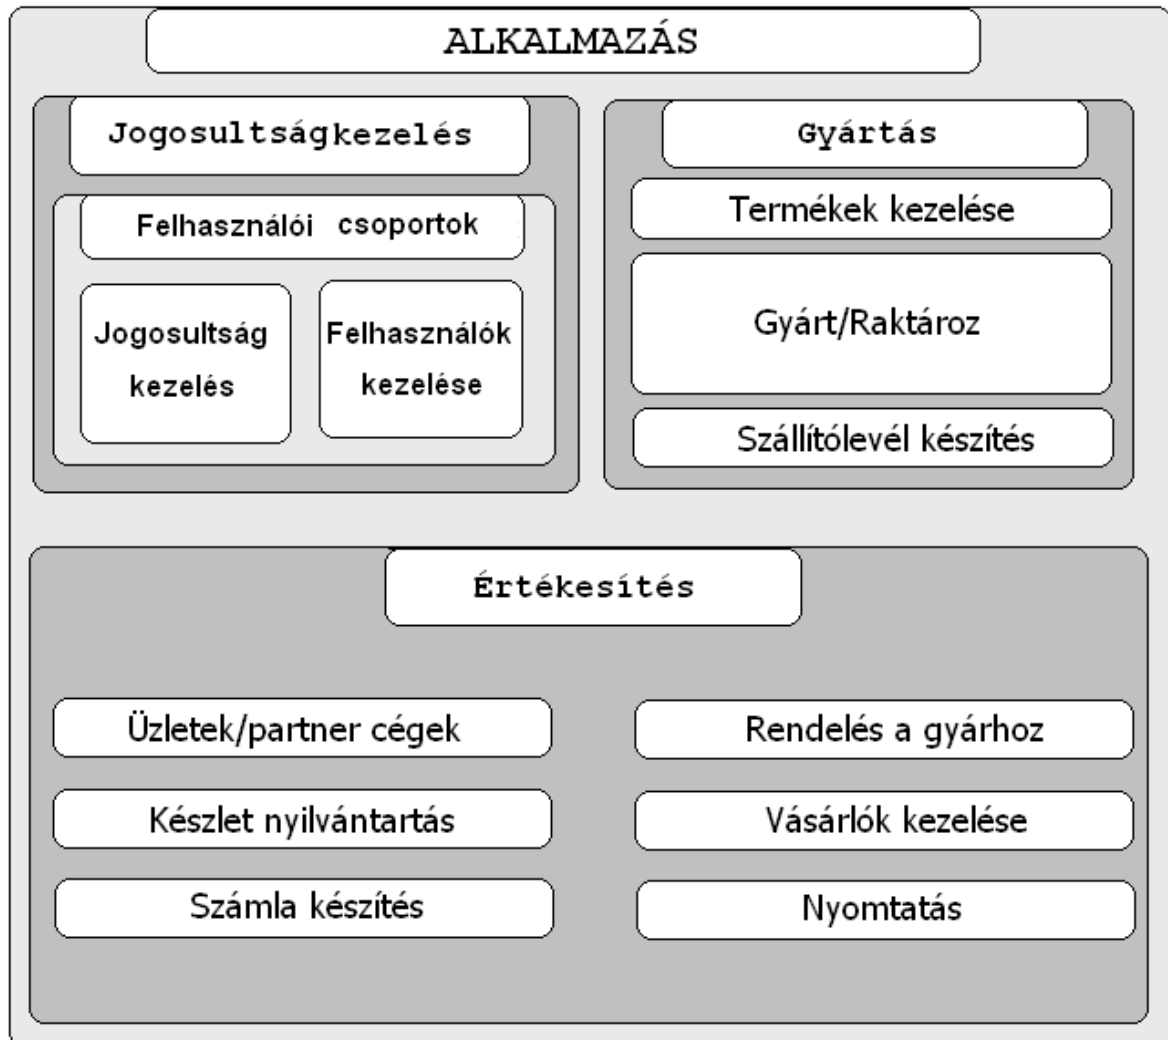 ALKALMAZÁS
Jogosultságkezelés
Felhasználói csoportok
Jogosultság
kezelés
Felhasználók
kezelése
Gyártás
Termékek kezelése
Gyárt/Raktároz
Szállítólevél készítés
Értékesítés
Üzletek/partner cégek
Készlet nyilvántartás
Számla készítés
Rendelés a gyárhoz
Vásárlók kezelése
Nyomtatás